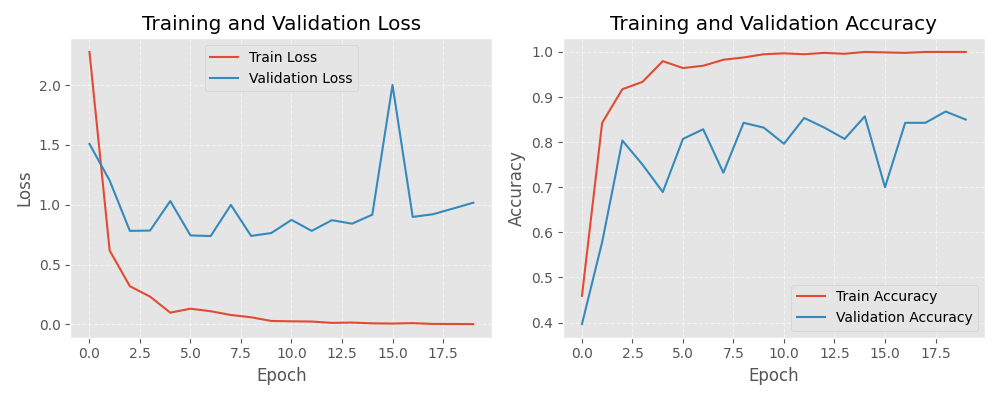 Training and Validation Loss
Train Loss
Validation Loss
Loss
2.0
1.5
1.0
0.5
0.0
0.0 2.5 5.0 7.5 10.0 12.5 15.0 17.5
Epoch
Training and Validation Accuracy
Accuracy
1.0
0.9
0.8
0.7
0.6
0.5
0.4
Train Accuracy
Validation Accuracy
0.0 2.5 5.0 7.5 10.0 12.5 15.0 17.5
Epoch